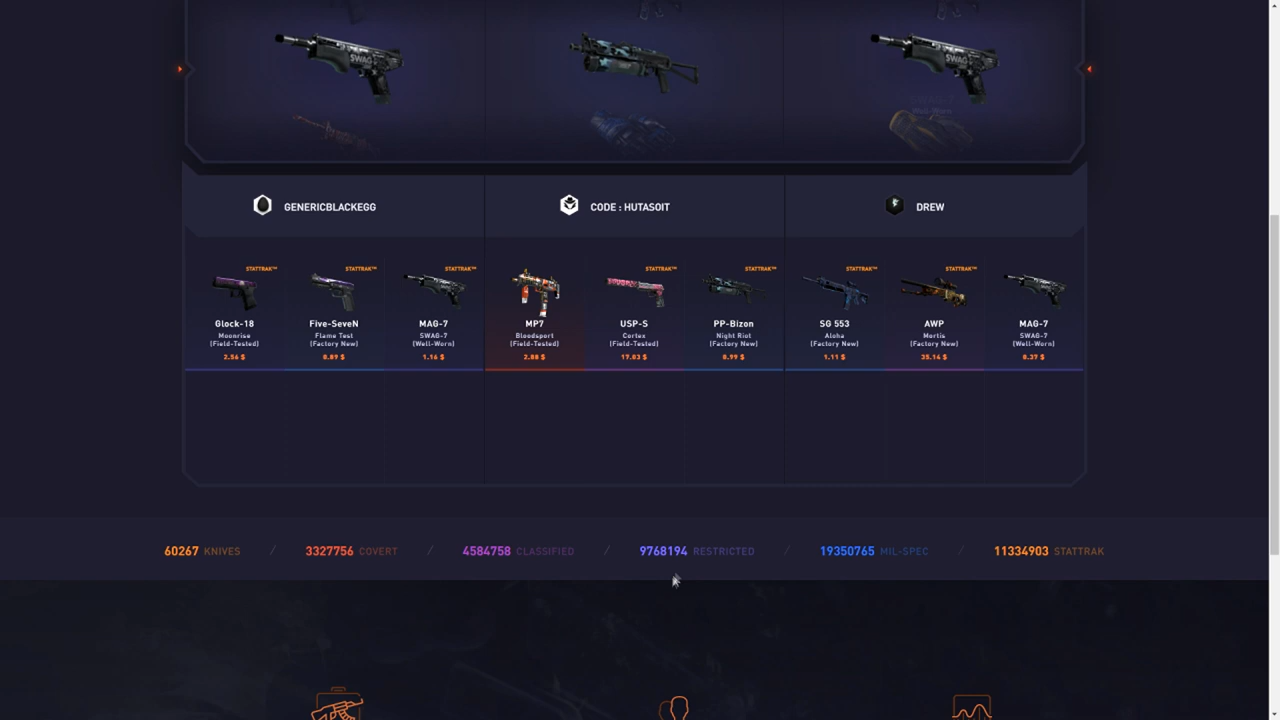 SWAG-7
Well-Worn
GENERICBLACKEGG
CODE : HUTASOIT
DREW
STATTRAK™ STATTRAK™ STATTRAK™ STATTRAK™ STATTRAK™ STATTRAK™ STATTRAK™
Glock-18 Five-SeveN MAG-7 MP7 USP-S PP-Bizon SG 553 AWP MAG-7
Moonrise Flame Test SWAG-7 Bloodsport Cortex Night Riot Aloha Mortis SWAG-7
(Field-Tested) (Factory New) (Well-Worn) (Field-Tested) (Field-Tested) (Factory New) (Factory New) (Factory New) (Well-Worn)
2.56 $ 0.89 $ 1.16 $ 2.88 $ 17.03 $ 0.99 $ 1.11 $ 35.14 $ 0.37 $
60267 KNIVES / 3327756 COVERT / 4584758 CLASSIFIED / 9768194 RESTRICTED / 19350765 MIL-SPEC / 11334903 STATTRAK